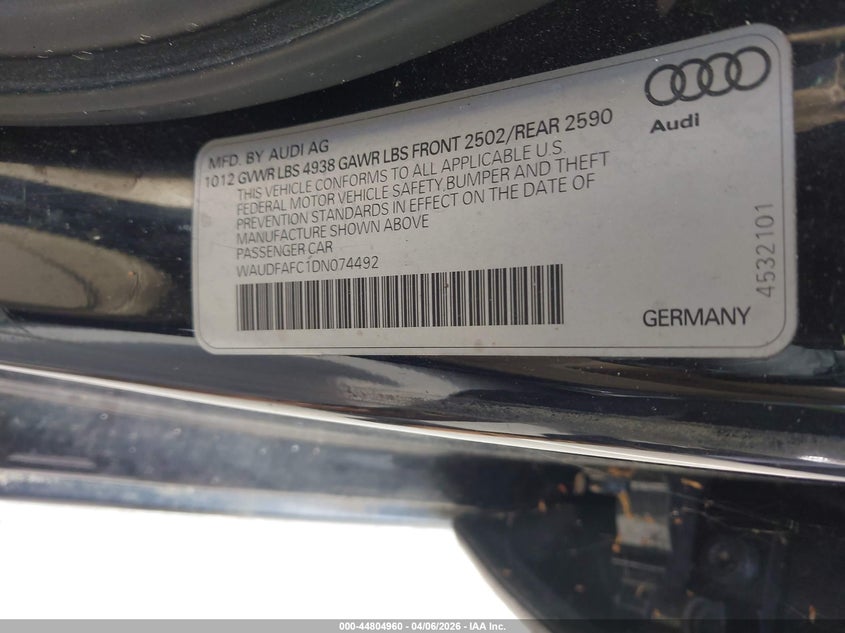 Audi
MFD. BY AUDI AG
1012 GVWR LBS 4938 GAWR LBS FRONT 2502/REAR 2590
THIS VEHICLE CONFORMS TO ALL APPLICABLE U S
FEDERAL MOTOR VEHICLE SAFETY,BUMPER AND THEFT
PREVENTION STANDARDS IN EFFECT ON THE DATE OF
MANUFACTURE SHOWN ABOVE
PASSENGER CAR
WAUDFAFC1DN074492
4532101
GERMANY
000-44804960 - 04/06/2026 - IAA Inc.